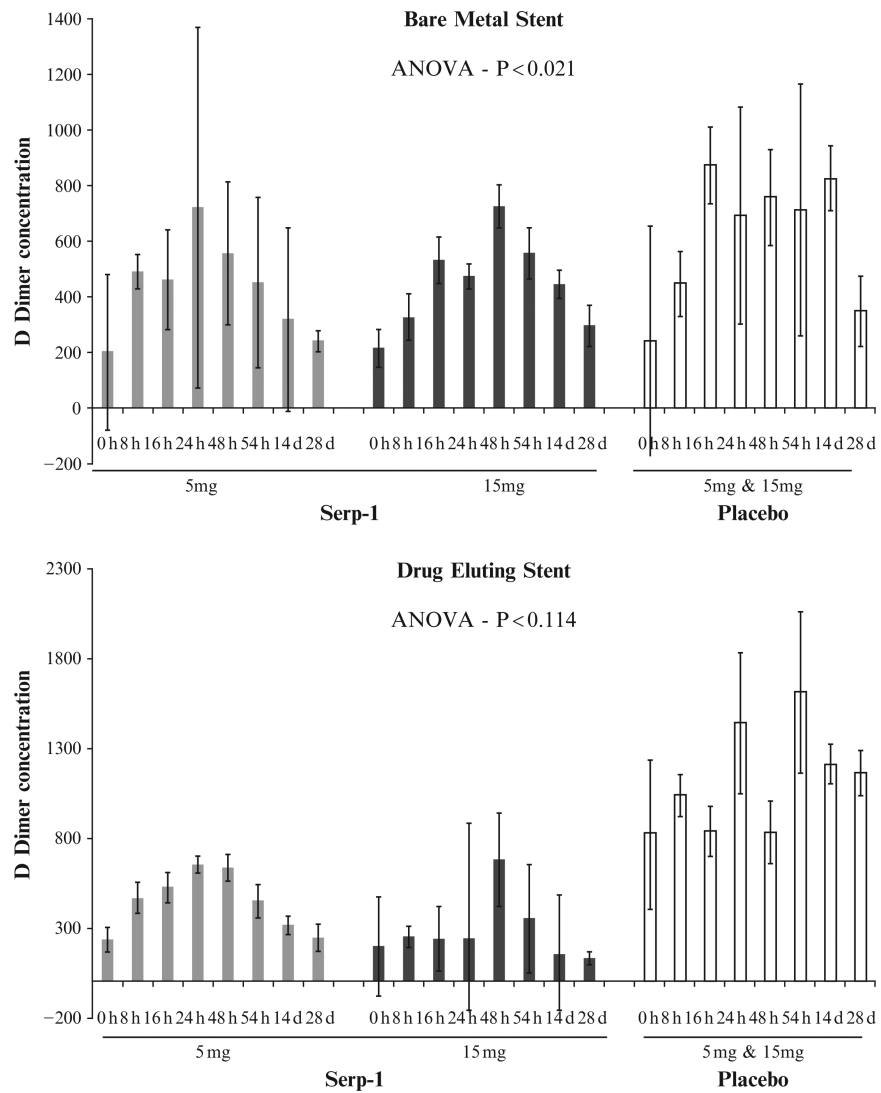 Bare Metal Stent
ANOVA - P<0.021
D Dimer concentration
1400
1200
1000
800
600
400
200
0
−200
0 h 8 h 16 h 24 h 48 h 54 h 14 d 28 d
0 h 8 h 16 h 24 h 48 h 54 h 14 d 28 d
0 h 8 h 16 h 24 h 48 h 54 h 14 d 28 d
5mg
15mg
5mg & 15mg
Serp-1
Placebo
Drug Eluting Stent
ANOVA - P<0.114
D Dimer concentration
2300
1800
1300
800
300
−200
0 h 8 h 16 h 24 h 48 h 54 h 14 d 28 d
0 h 8 h 16 h 24 h 48 h 54 h 14 d 28 d
0 h 8 h 16 h 24 h 48 h 54 h 14 d 28 d
5 mg
15 mg
5 mg & 15 mg
Serp-1
Placebo